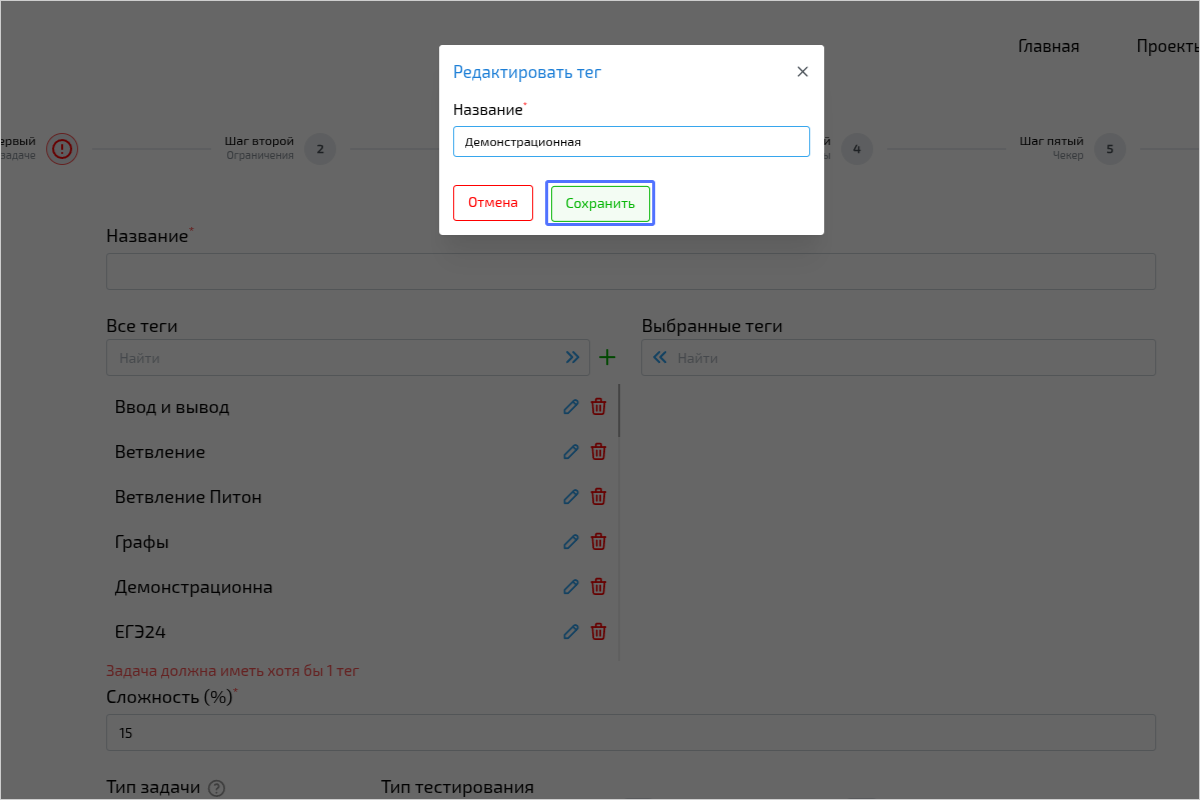 Главная
Проекты
Редактировать тег
Название*
Демонстрационная
Отмена
Сохранить
ервый
задаче
Шаг второй
Ограничения
2
й
ы
4
Шаг пятый
Чекер
5
Название*
Все теги
Выбранные теги
Найти
Найти
Ввод и вывод
Ветвление
Ветвление Питон
Графы
Демонстрационна
ЕГЭ24
Задача должна иметь хотя бы 1 тег
Сложность (%)*
15
Тип задачи ?
Тип тестирования